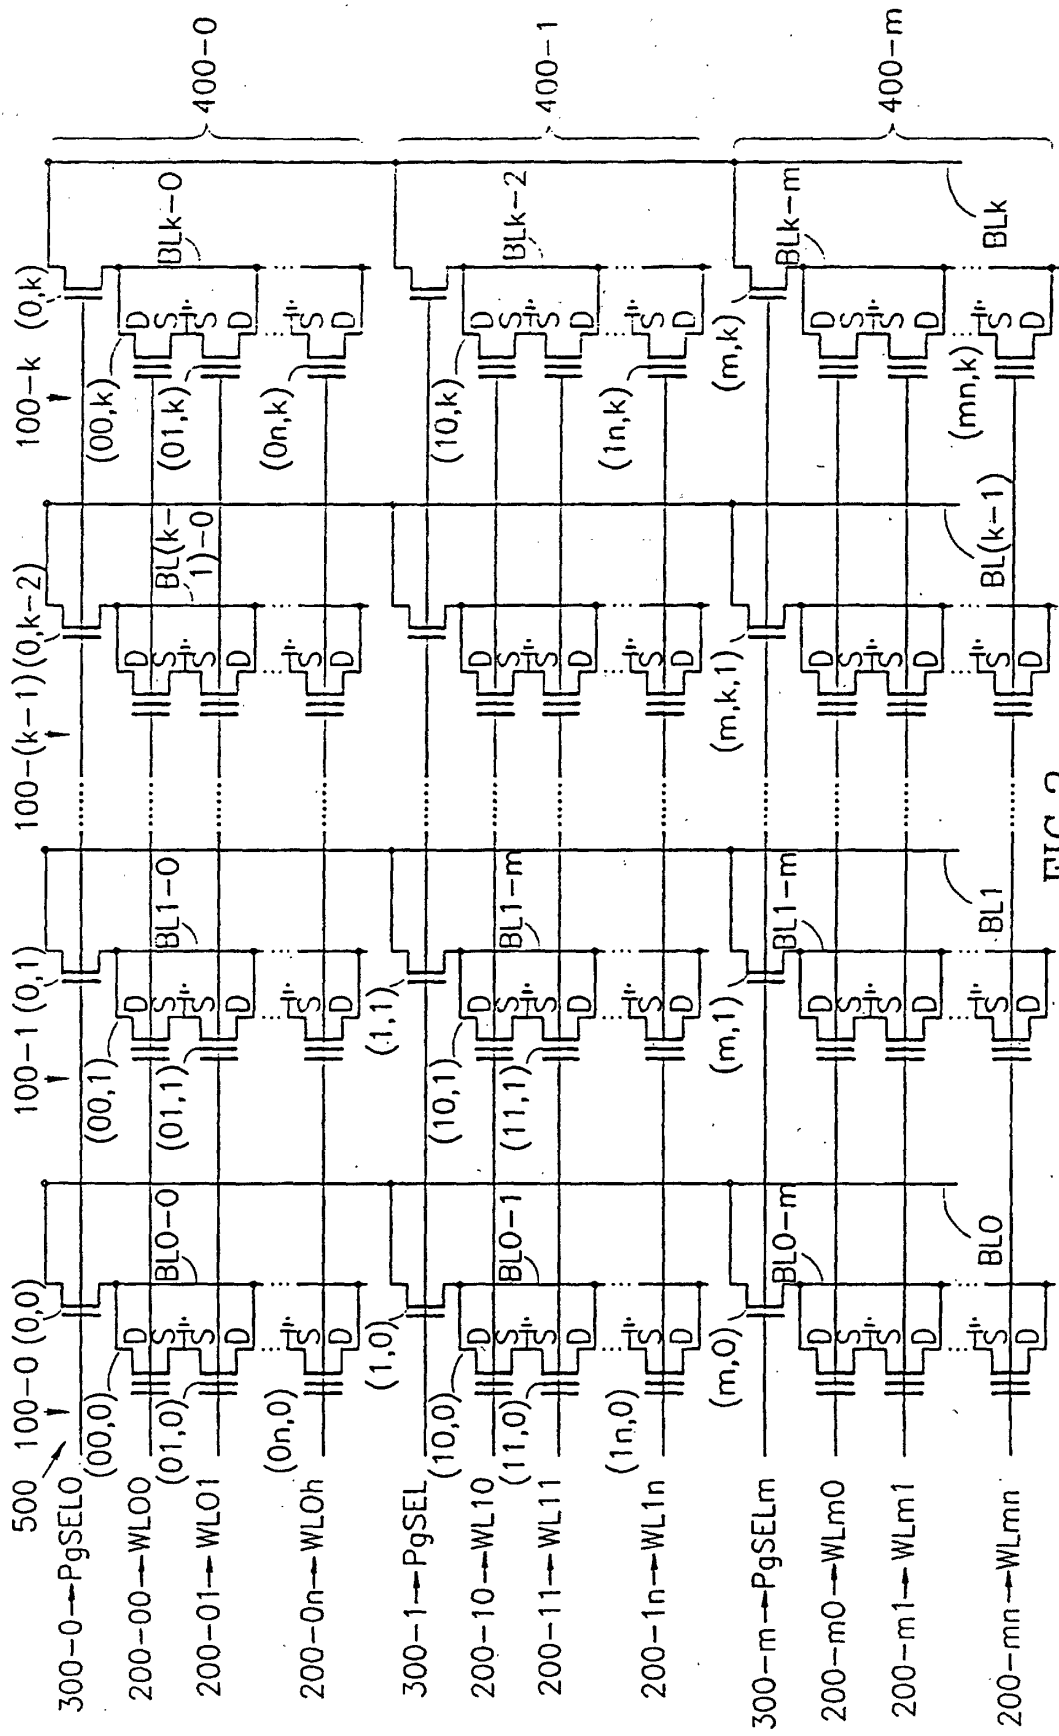 500 100-0 (0,0) 100-1 (0,1) 100-(k-1) (0,k-2) 100-k (0,k)
300-0→PgSEL0
400-0
(00,0) (00,1) (00,k)
200-00→WL00
BL0-0 BL1-0 BL(k-1)-0 BLk-0
D D D D
S S S S
(01,0) (01,1) (01,k)
200-01→WL01
S S S S
D D D D
(0n,0) (0n,k)
200-0n→WL0h
S S S S
D D D D
(1,0) (1,1)
300-1→PgSEL
400-1
(10,0) (10,1) (10,k)
200-10→WL10
BL0-1 BL1-m BLk-2
D D D D
S S S S
(11,0) (11,1)
200-11→WL11
S S S S
D D D D
(1n,0) (1n,k)
200-1n→WL1n
S S S S
D D D D
(m,0) (m,1) (m,k,1) (m,k)
300-m→PgSELm
400-m
BL0-m BL1-m BLk-m
200-m0→WLm0
D D D D
S S S S
200-m1→WLm1
S S S S
D D D D
(mn,k)
BL0 BL1 BL(k-1) BLk
200-mn→WLmn
S S S S
D D D D
FIG